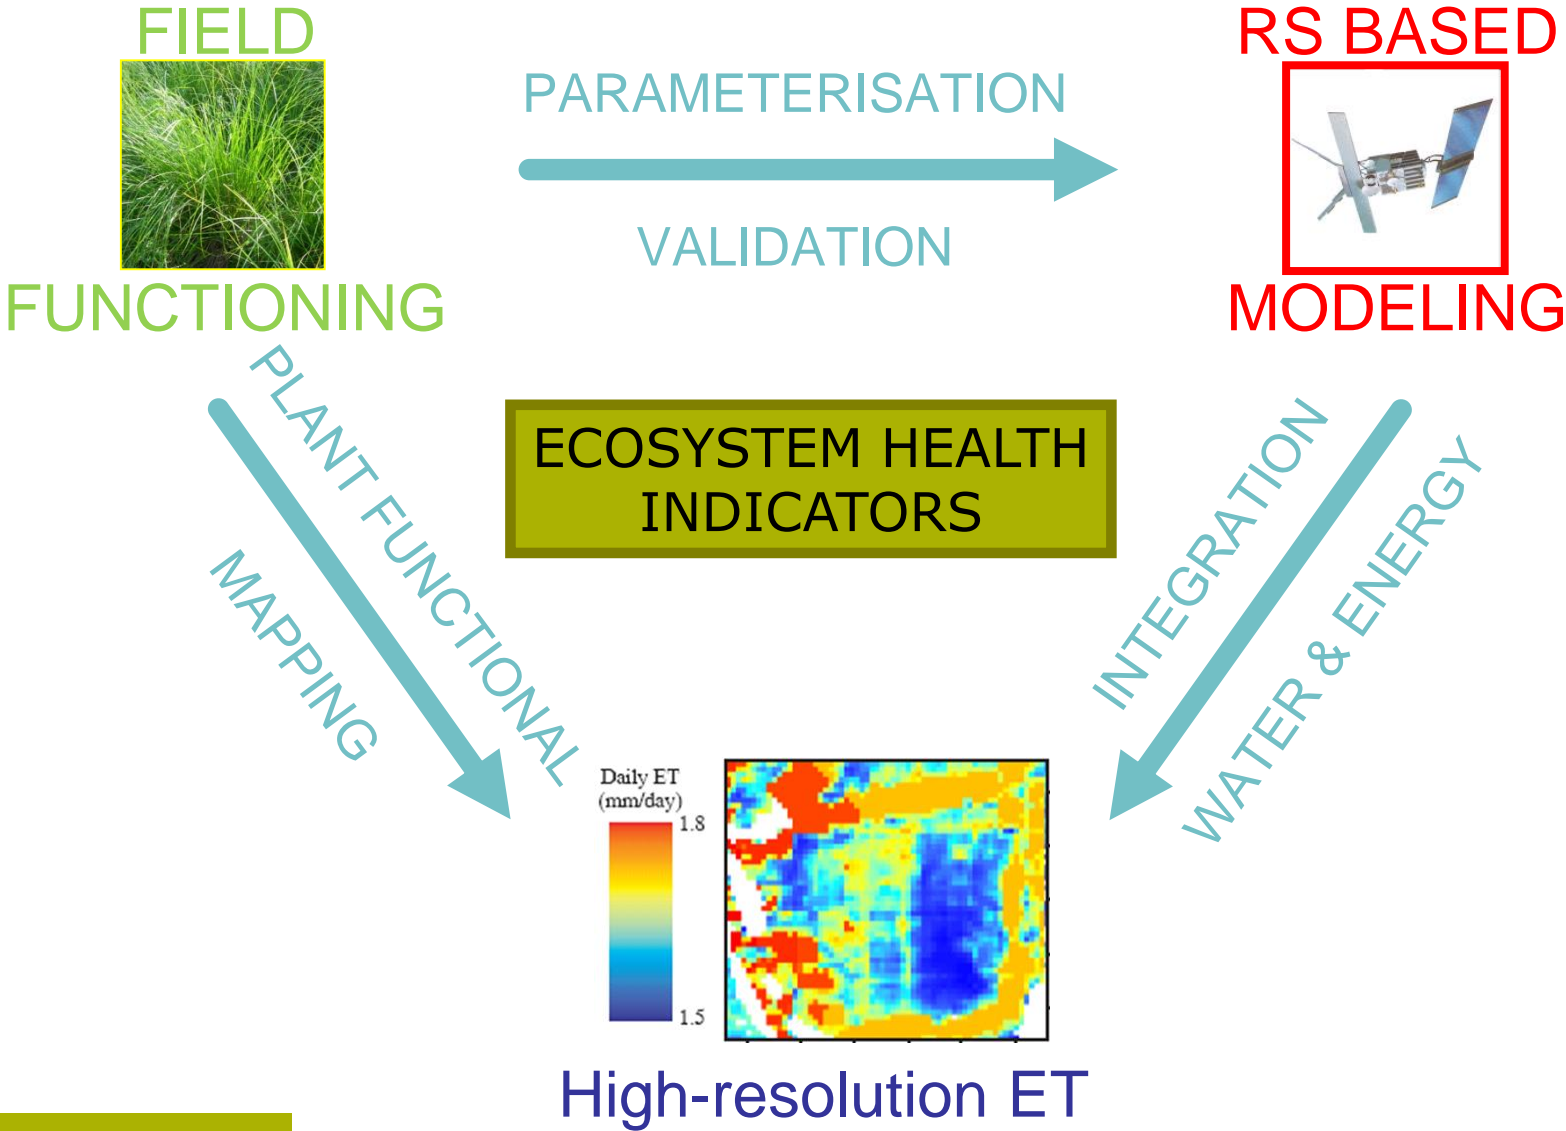 FIELD
FUNCTIONING
PARAMETERISATION
VALIDATION
RS BASED
MODELING
PLANT FUNCTIONAL
MAPPING
ECOSYSTEM HEALTH
INDICATORS
INTEGRATION
WATER & ENERGY
Daily ET
(mm/day)
1.8
1.5
High-resolution ET